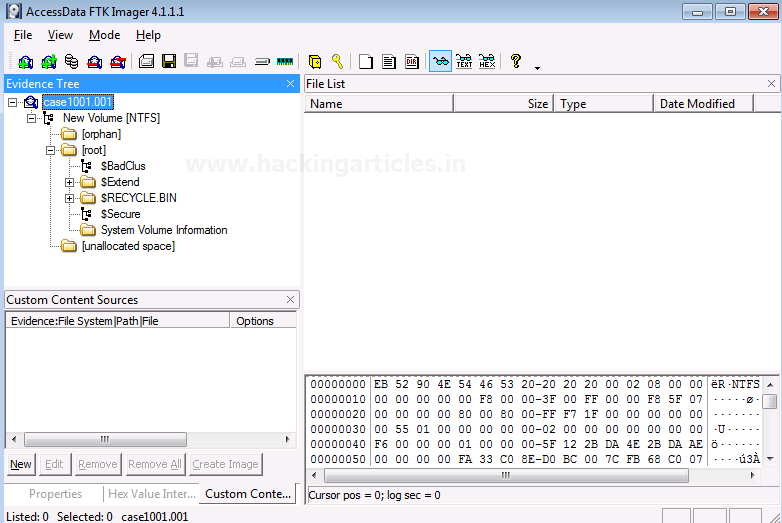 AccessData FTK Imager 4.1.1.1
File View Mode Help
Evidence Tree
case1001.001
New Volume [NTFS]
[orphan]
[root]
$BadClus
$Extend
$RECYCLE.BIN
$Secure
System Volume Information
[unallocated space]
File List
Name Size Type Date Modified
www.hackingarticles.in
Custom Content Sources
Evidence:File System|Path|File Options
New Edit Remove Remove All Create Image
Properties Hex Value Inter... Custom Conte...
00000000 EB 52 90 4E 54 46 53 20-20 20 20 00 02 08 00 00 ëR·NTFS
00000010 00 00 00 00 00 F8 00 00-3F 00 FF 00 00 F8 5F 07 ·····ø·
00000020 00 00 00 00 80 00 80 00-FF F7 1F 00 00 00 00 00 ·······
00000030 00 55 01 00 00 00 00 00-02 00 00 00 00 00 00 00 ·U·····
00000040 F6 00 00 00 01 00 00 00-5F 12 2B DA 4E 2B DA AE ö······
00000050 00 00 00 00 FA 33 C0 8E-D0 BC 00 7C FB 68 C0 07 ····ú3À
Cursor pos = 0; log sec = 0
Listed: 0 Selected: 0 case1001.001
TEXT
HEX